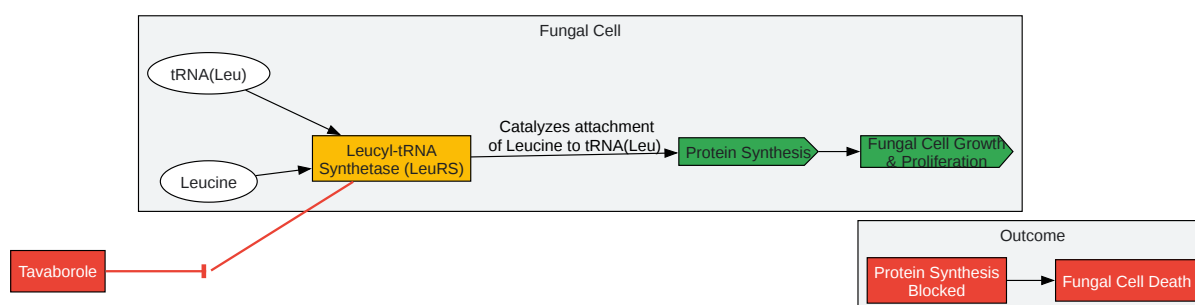 Fungal Cell
tRNA(Leu)
Leucine
Leucyl-tRNA
Synthetase (LeuRS)
Catalyzes attachment
of Leucine to tRNA(Leu)
Protein Synthesis
Fungal Cell Growth
& Proliferation
Tavaborole
Outcome
Protein Synthesis
Blocked
Fungal Cell Death